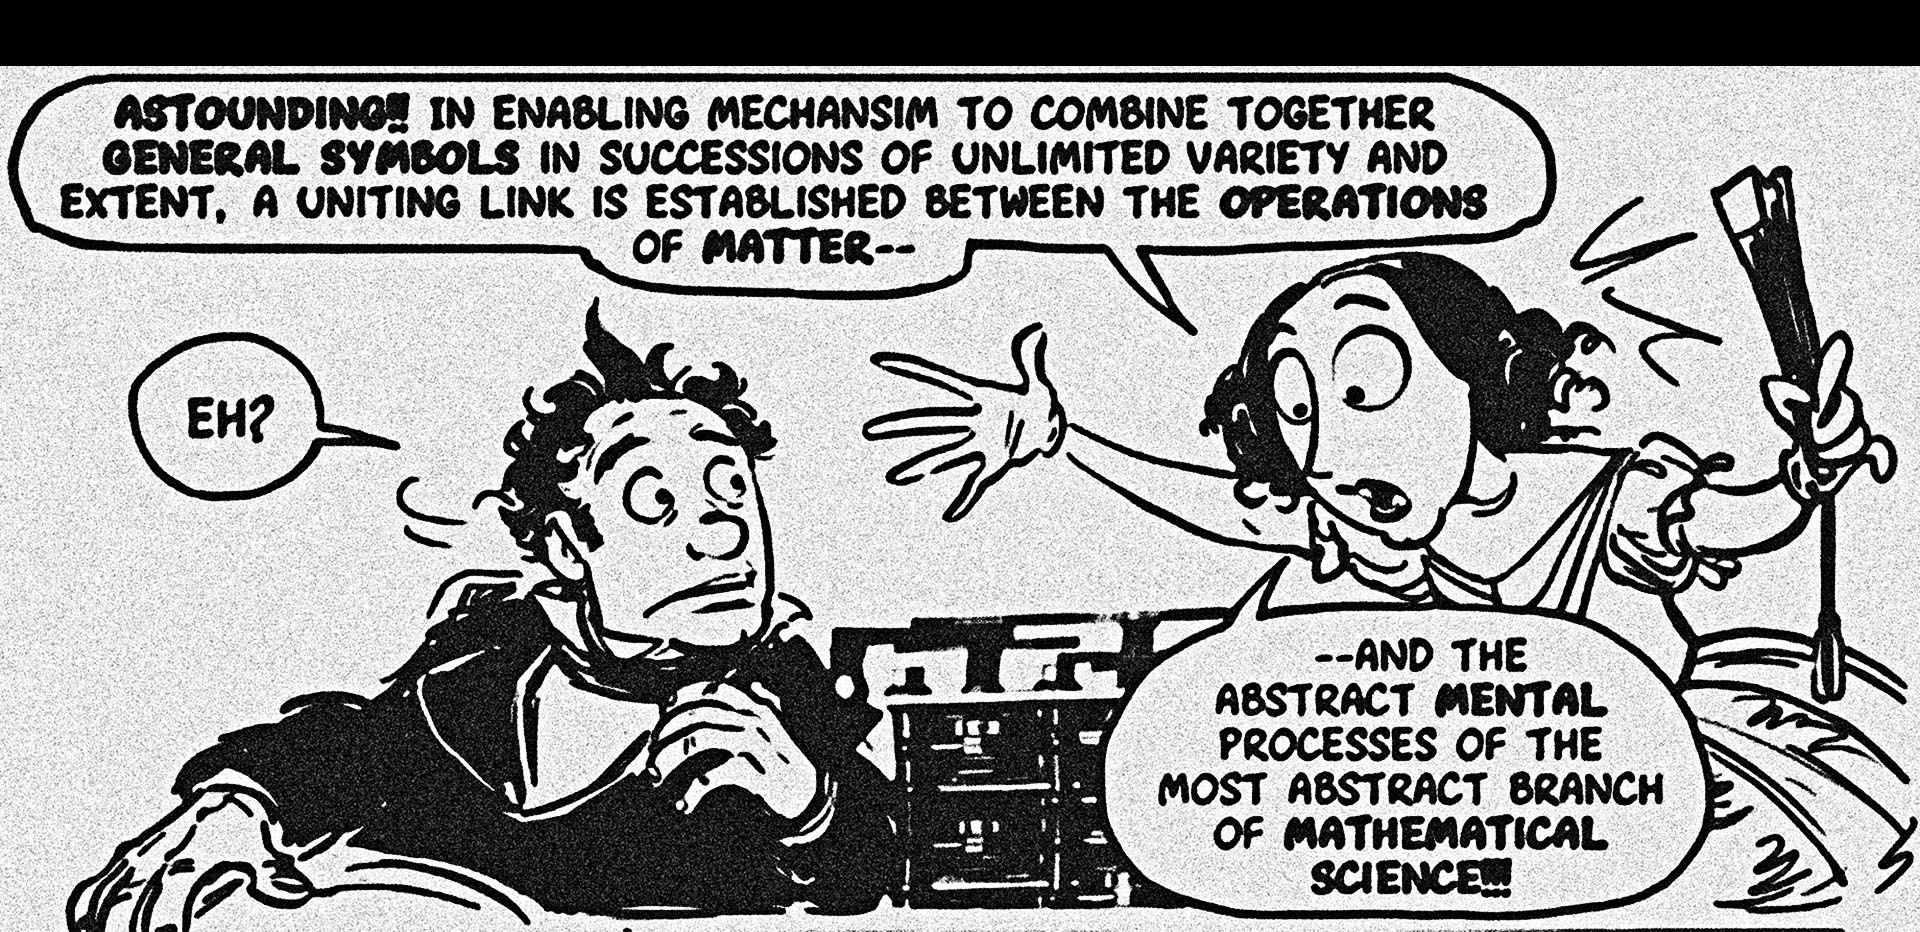 ASTOUNDING!!! IN ENABLING MECHANSIM TO COMBINE TOGETHER
GENERAL SYMBOLS IN SUCCESSIONS OF UNLIMITED VARIETY AND
EXTENT, A UNITING LINK IS ESTABLISHED BETWEEN THE OPERATIONS
OF MATTER--
EH?
--AND THE
ABSTRACT MENTAL
PROCESSES OF THE
MOST ABSTRACT BRANCH
OF MATHEMATICAL
SCIENCE!!!